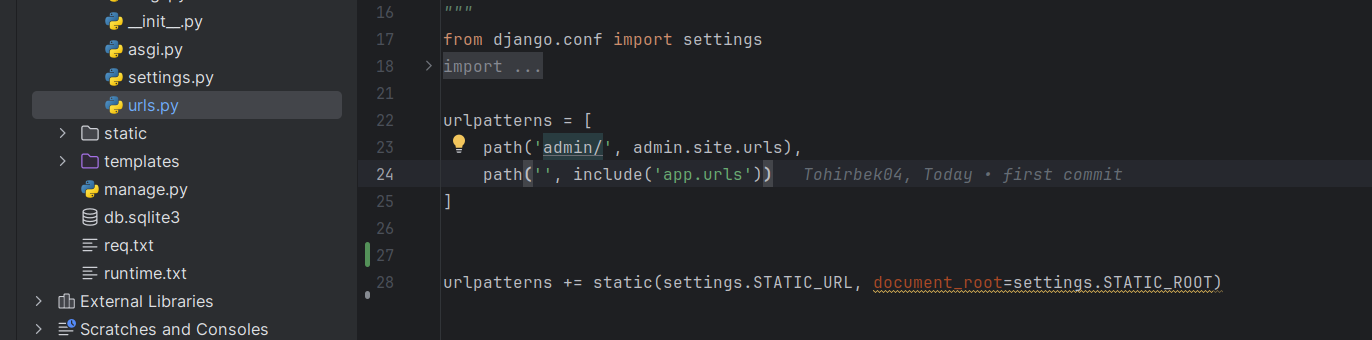 __init__.py
asgi.py
settings.py
urls.py
static
templates
manage.py
db.sqlite3
req.txt
runtime.txt
External Libraries
Scratches and Consoles
16 """
17 from django.conf import settings
18 import ...
21
22 urlpatterns = [
23 path('admin/', admin.site.urls),
24 path('', include('app.urls')) Tohirbek04, Today • first commit
25 ]
26
27
28 urlpatterns += static(settings.STATIC_URL, document_root=settings.STATIC_ROOT)